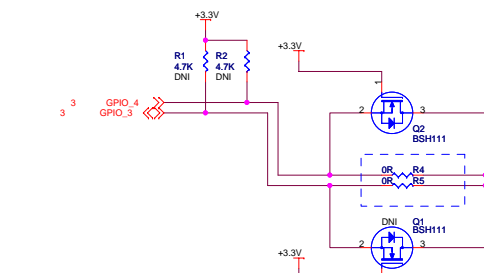 +3.3V
+3.3V
R1 R2
4.7K 4.7K
DNI DNI
1
3 GPIO_4
3 GPIO_3
2 3
Q2
BSH111
0R R4
0R R5
DNI Q1
BSH111
2 3
+3.3V